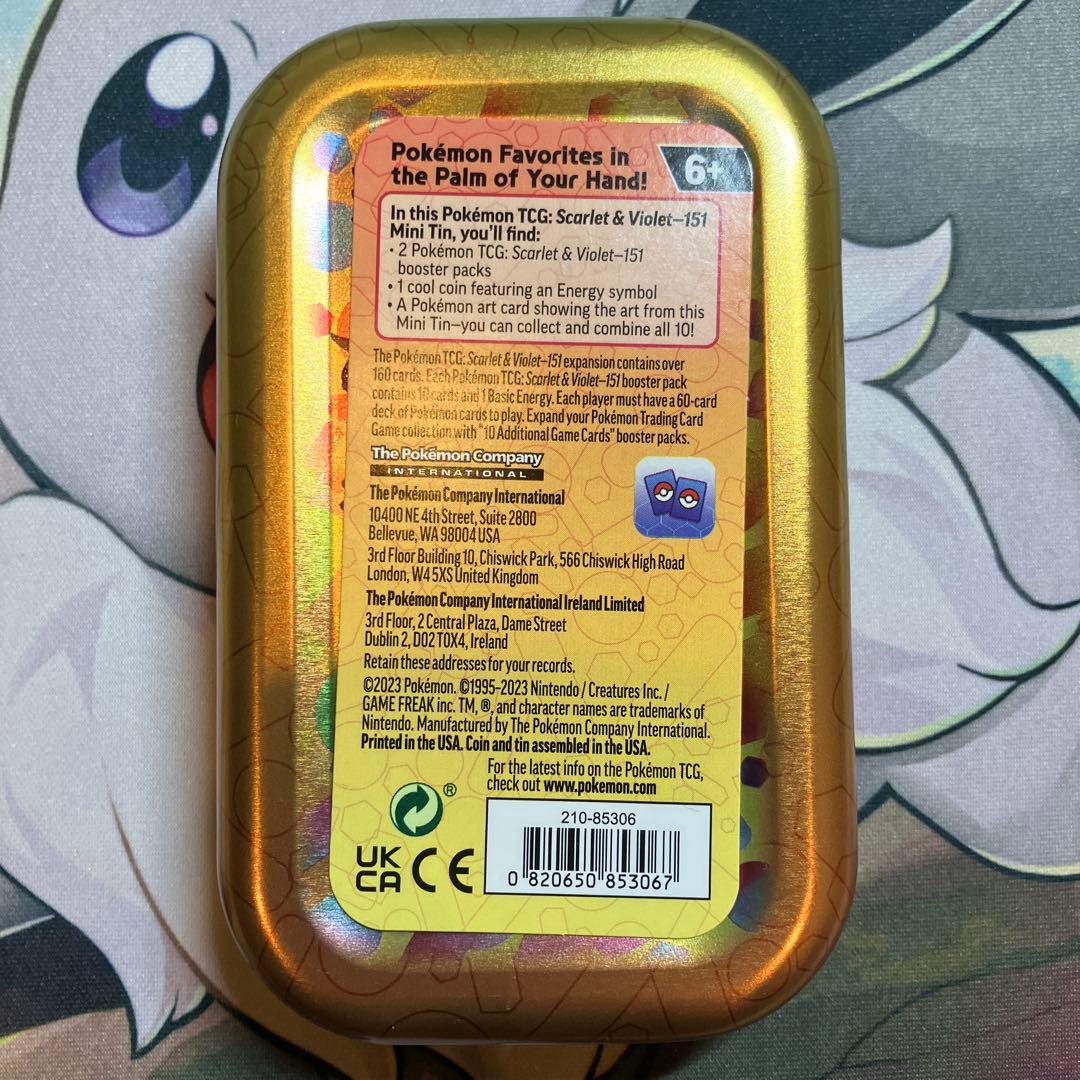 Pokémon Favorites in
the Palm of Your Hand!
6+
In this Pokémon TCG: Scarlet & Violet–151
Mini Tin, you'll find:
• 2 Pokémon TCG: Scarlet & Violet–151
booster packs
• 1 cool coin featuring an Energy symbol
• A Pokémon art card showing the art from this
Mini Tin—you can collect and combine all 10!
The Pokémon TCG: Scarlet & Violet–151 expansion contains over
160 cards. Each Pokémon TCG: Scarlet & Violet–151 booster pack
contains 10 cards and 1 Basic Energy. Each player must have a 60-card
deck of Pokémon cards to play. Expand your Pokémon Trading Card
Game collection with "10 Additional Game Cards" booster packs.
The Pokémon Company
INTERNATIONAL
The Pokémon Company International
10400 NE 4th Street, Suite 2800
Bellevue, WA 98004 USA
3rd Floor Building 10, Chiswick Park, 566 Chiswick High Road
London, W4 5XS United Kingdom
The Pokémon Company International Ireland Limited
3rd Floor, 2 Central Plaza, Dame Street
Dublin 2, D02 T0X4, Ireland
Retain these addresses for your records.
©2023 Pokémon. ©1995–2023 Nintendo / Creatures Inc. /
GAME FREAK inc. TM, ®, and character names are trademarks of
Nintendo. Manufactured by The Pokémon Company International.
Printed in the USA. Coin and tin assembled in the USA.
For the latest info on the Pokémon TCG,
check out www.pokemon.com
®
UK
CA CE
210-85306
0 820650 853067